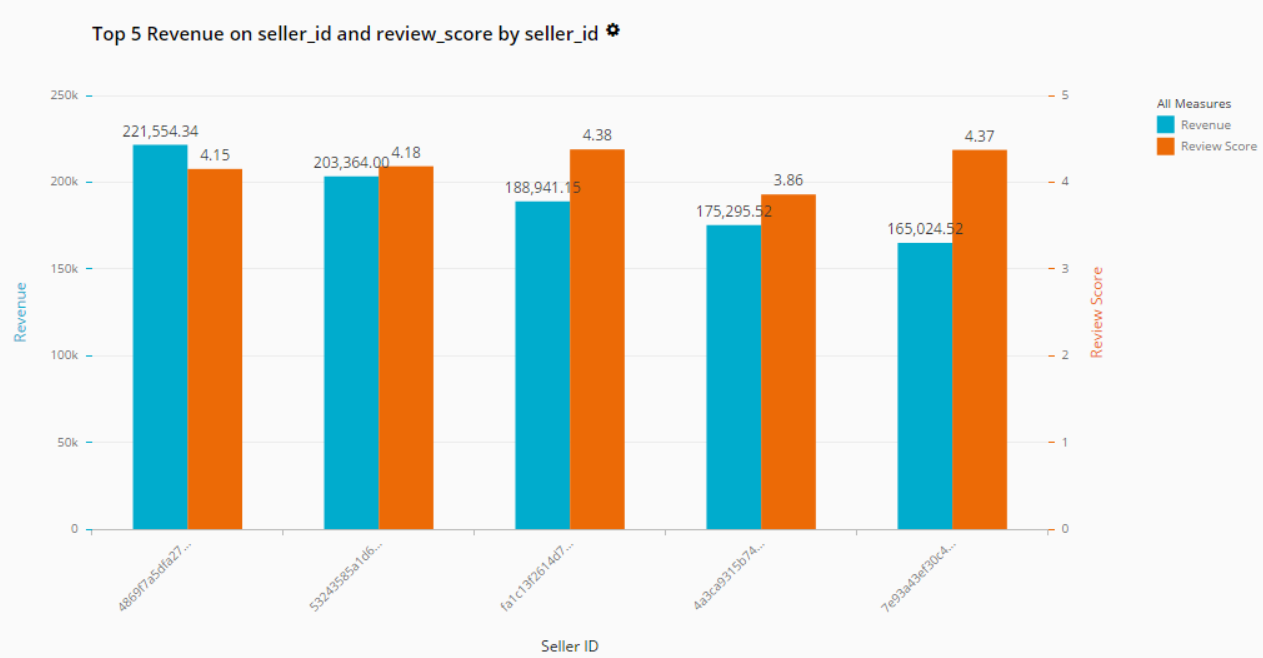 Top 5 Revenue on seller_id and review_score by seller_id
All Measures
Revenue
Review Score
250k
200k
150k
100k
50k
0
Revenue
221,554.34
4.15
203,364.00
4.18
188,941.15
4.38
175,295.52
3.86
165,024.52
4.37
5
4
3
2
1
0
Review Score
4869f7a5dfa27...
53243585a1d6...
fa1c13f2614d7...
4a3ca9315b74...
7e93a43ef30c4...
Seller ID